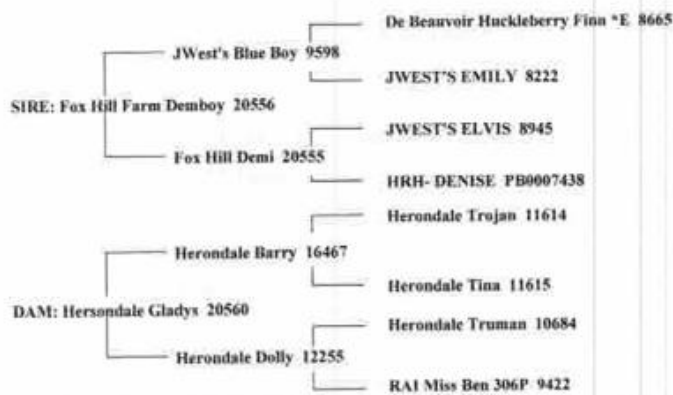 De Beauvoir Huckleberry Finn *E 8665
JWest's Blue Boy 9598
JWEST'S EMILY 8222
SIRE: Fox Hill Farm Demboy 20556
JWEST'S ELVIS 8945
Fox Hill Demi 20555
HRH- DENISE PB0007438
Herondale Trojan 11614
Herondale Barry 16467
Herondale Tina 11615
DAM: Hersondale Gladys 20560
Herondale Truman 10684
Herondale Dolly 12255
RAI Miss Ben 306P 9422